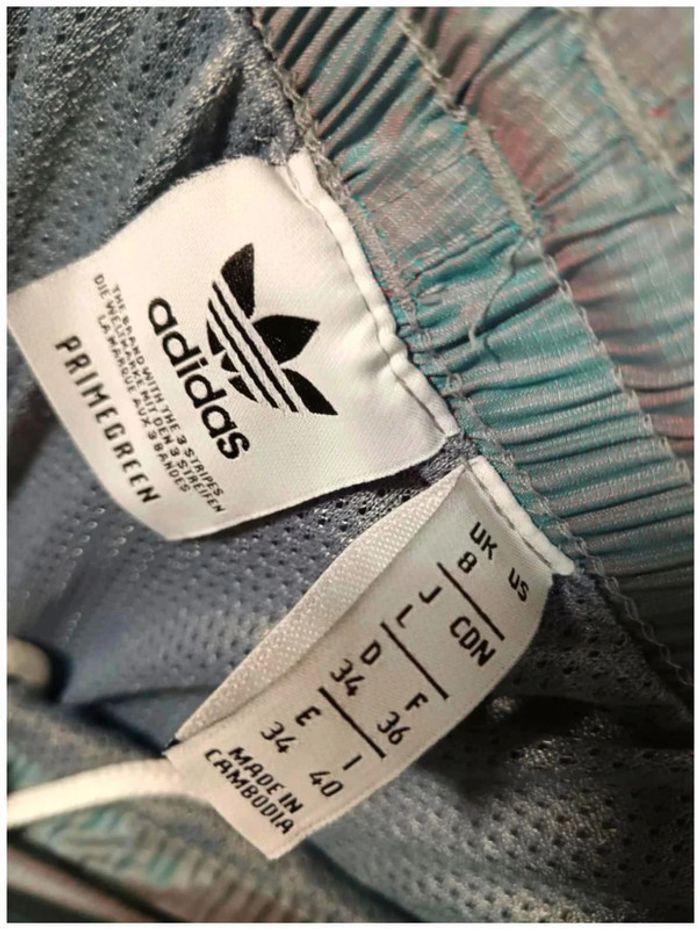 adidas
THE BRAND WITH THE 3 STRIPES
DIE WELTMARKE MIT DEN 3 STREIFEN
LA MARQUE AUX 3 BANDES
PRIMEGREEN
UK US
8
J CDN
L
D F
34 36
E I
34 40
MADE IN
CAMBODIA